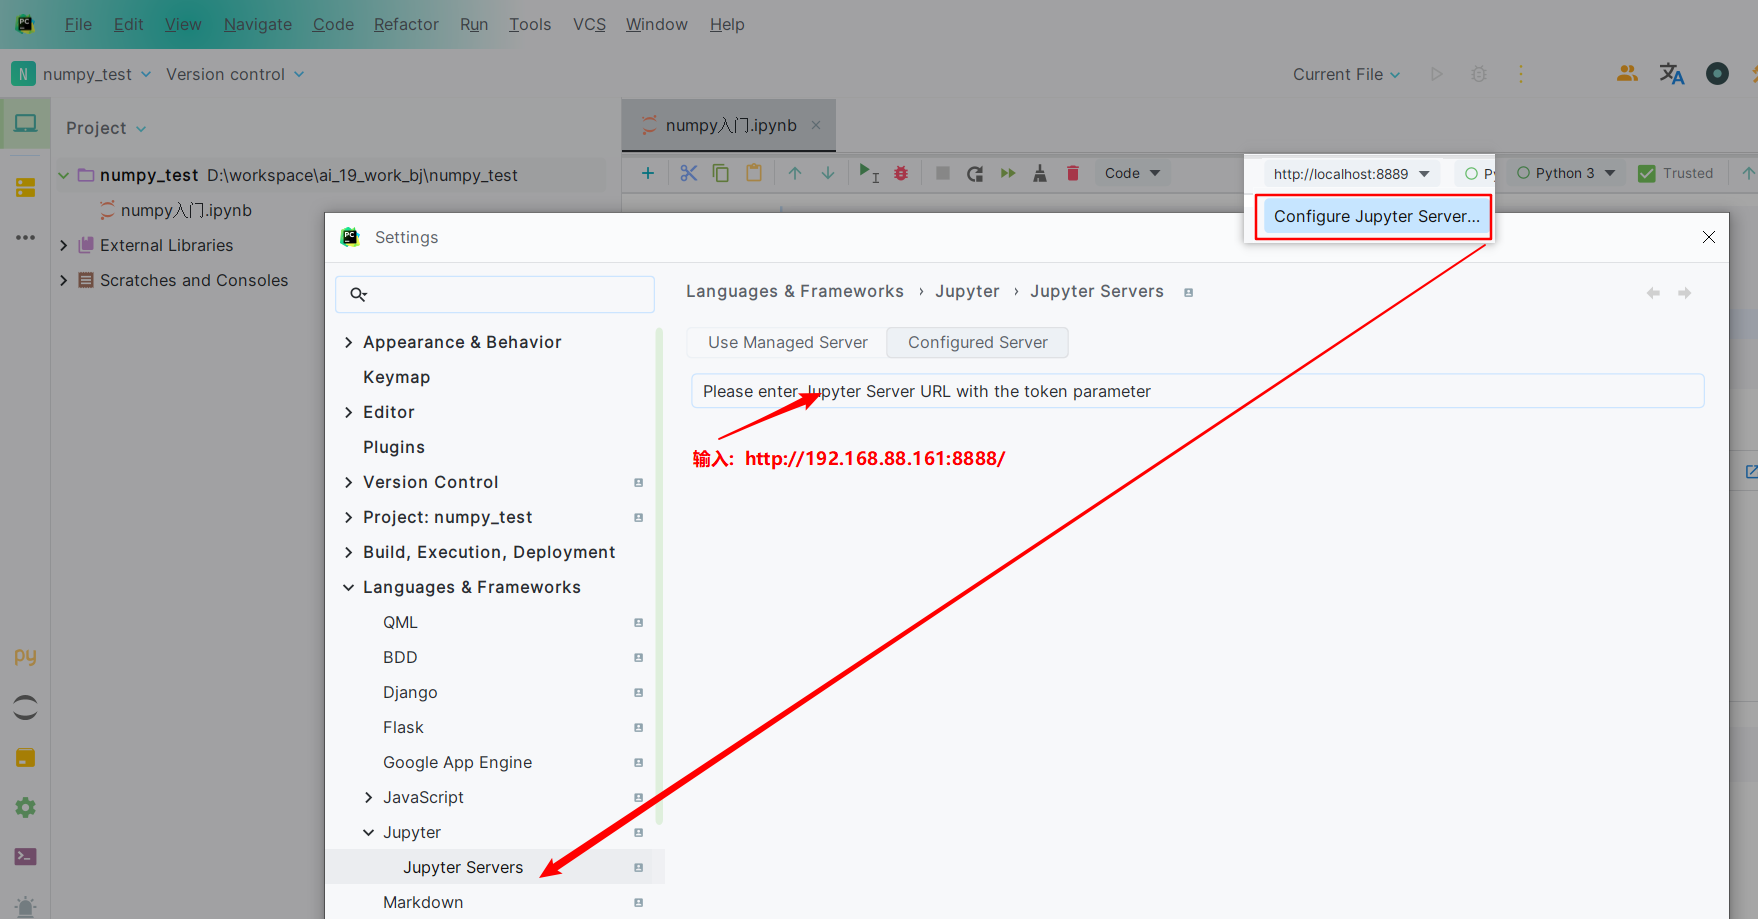 File Edit View Navigate Code Refactor Run Tools VCS Window Help
N numpy_test Version control Current File
Project
numpy入门.ipynb
numpy_test D:\workspace\ai_19_work_bj\numpy_test
Code http://localhost:8889 Python 3 Trusted
numpy入门.ipynb
Configure Jupyter Server...
External Libraries
Scratches and Consoles
Settings
Languages & Frameworks › Jupyter › Jupyter Servers
Use Managed Server Configured Server
Please enter Jupyter Server URL with the token parameter
输入: http://192.168.88.161:8888/
Appearance & Behavior
Keymap
Editor
Plugins
Version Control
Project: numpy_test
Build, Execution, Deployment
Languages & Frameworks
QML
BDD
Django
Flask
Google App Engine
JavaScript
Jupyter
Jupyter Servers
Markdown